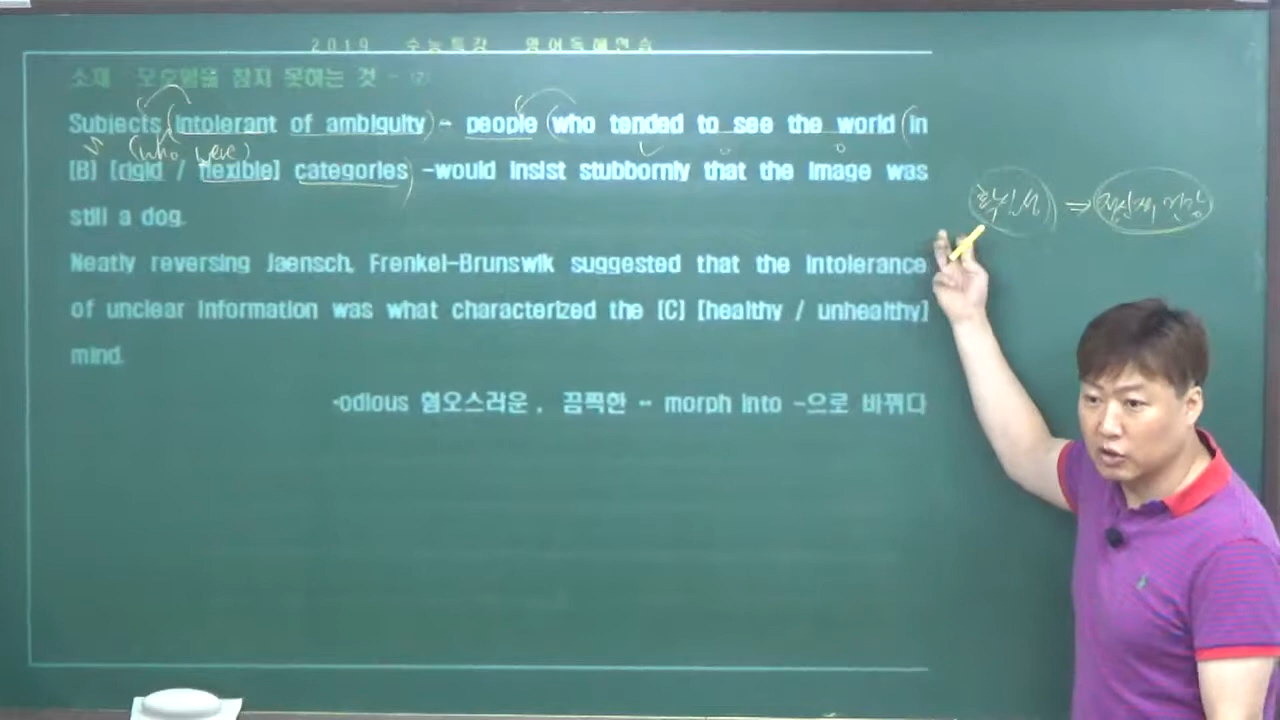 2019 수능특강 영어독해연습
소재 모호함을 참지 못하는 것 - (2)
Subjects intolerant of ambiguity - people who tended to see the world in
(who were)
[B] [rigid / flexible] categories -would insist stubbornly that the image was
still a dog.
확실성 ⇒ 정신적 건강
Neatly reversing Jaensch, Frenkel-Brunswik suggested that the intolerance
of unclear information was what characterized the [C] [healthy / unhealthy]
mind.
-odious 혐오스러운, 끔찍한 -- morph into ~으로 바뀌다